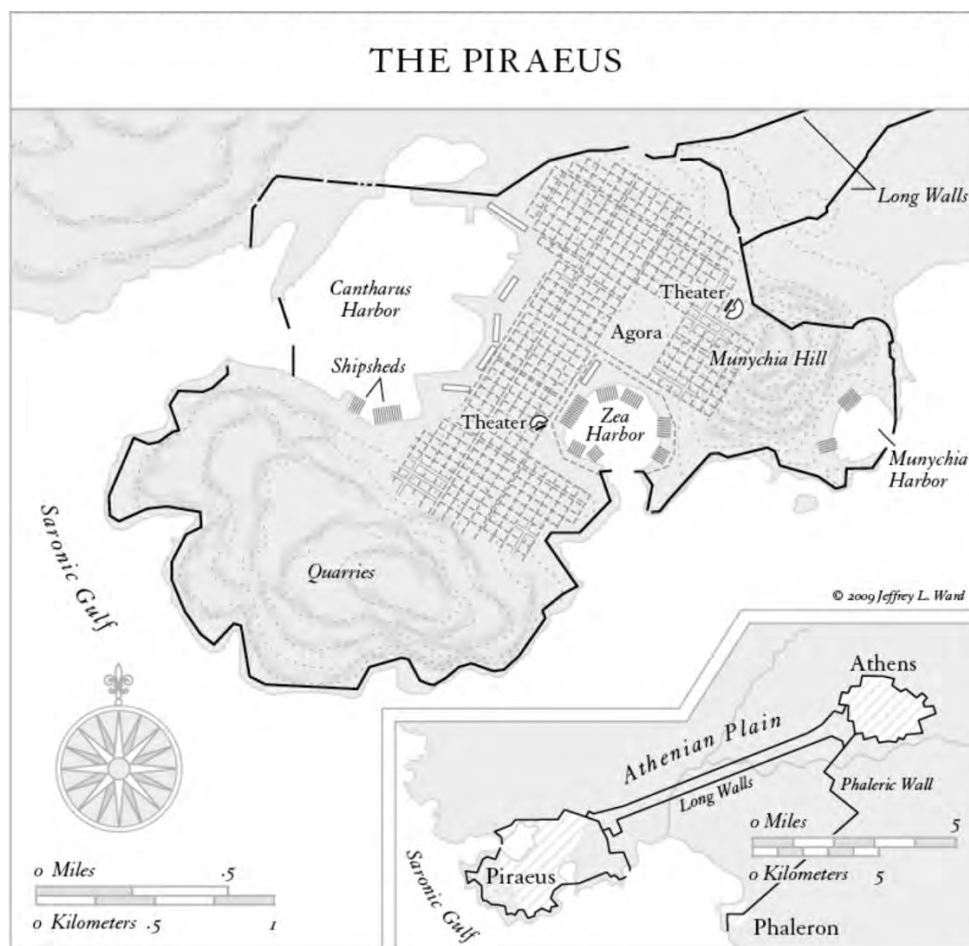 THE PIRAEUS
Long Walls
Cantharus
Harbor
Theater
Agora
Munychia Hill
Shipsheds
Theater
Zea
Harbor
Munychia
Harbor
Saronic Gulf
Quarries
© 2009 Jeffrey L. Ward
Athens
Athenian Plain
Long Walls
Phaleric Wall
0 Miles 5
0 Kilometers 5
Piraeus
Saronic Gulf
Phaleron
0 Miles .5
0 Kilometers .5 1